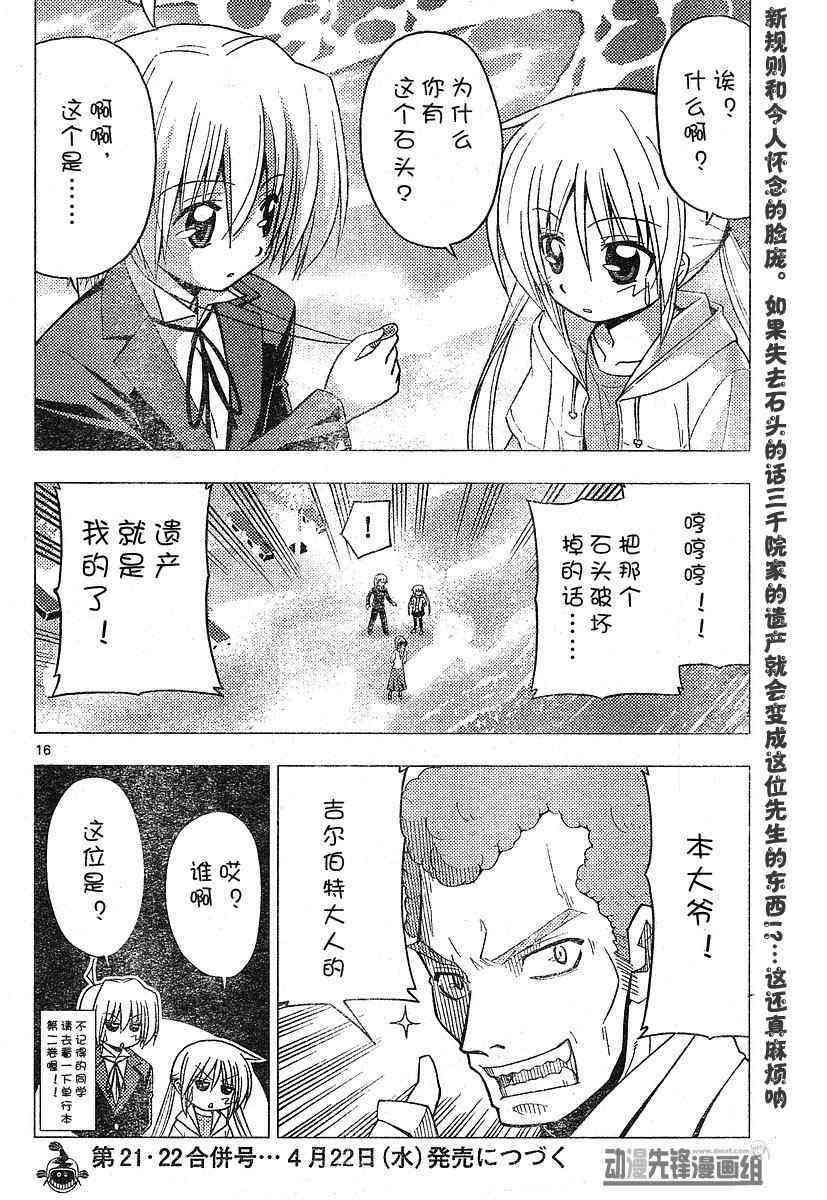 新规则和令人怀念的脸庞。如果失去石头的话三千院家的遗产就会变成这位先生的东西!?…这还真麻烦呐
诶？
什么啊？
为什么
你有
这个石头？
啊啊，
这个是……
哼哼哼！！
把那个
石头破坏
掉的话……
！
遗产
就是
我的了！
16
本大爷！
吉尔伯特大人的
哎？
谁啊
这位是？
不记得的同学
请去看一下单行本
第二卷喔！！
第21·22合併号…4月22日(水)発売につづく
动漫先锋漫画组